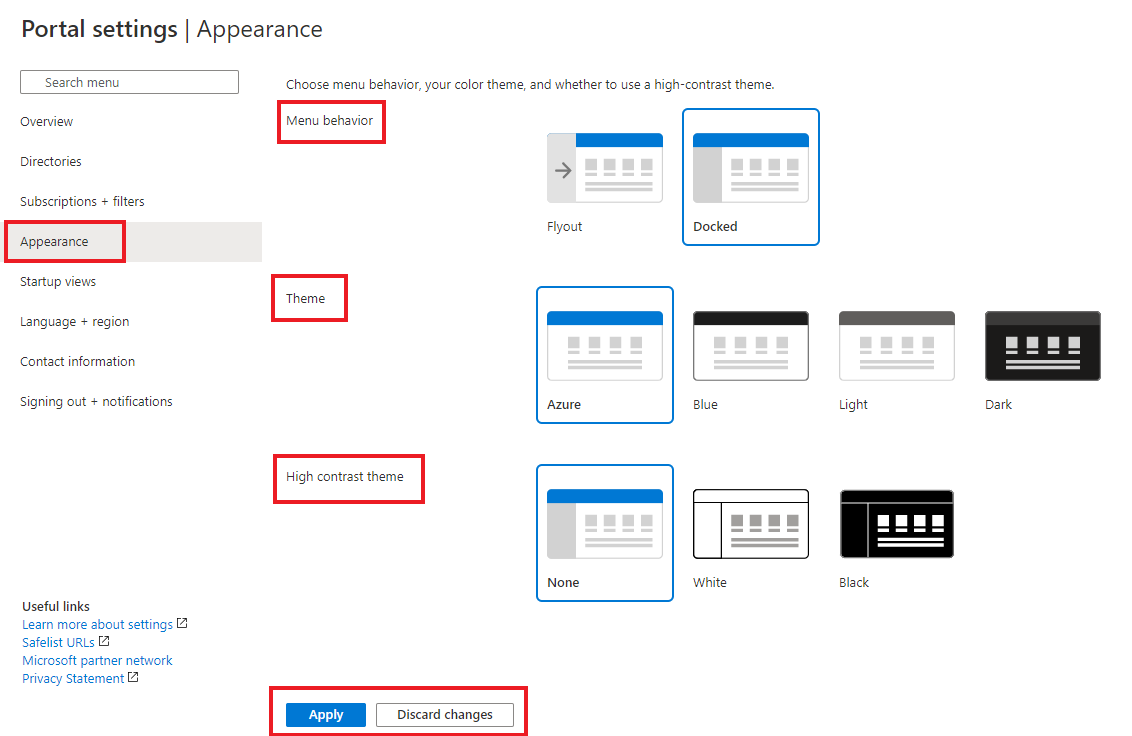 Portal settings | Appearance
Search menu
Overview
Directories
Subscriptions + filters
Appearance
Startup views
Language + region
Contact information
Signing out + notifications
Useful links
Learn more about settings
Safelist URLs
Microsoft partner network
Privacy Statement
Choose menu behavior, your color theme, and whether to use a high-contrast theme.
Menu behavior
Flyout
Docked
Theme
Azure
Blue
Light
Dark
High contrast theme
None
White
Black
Apply
Discard changes